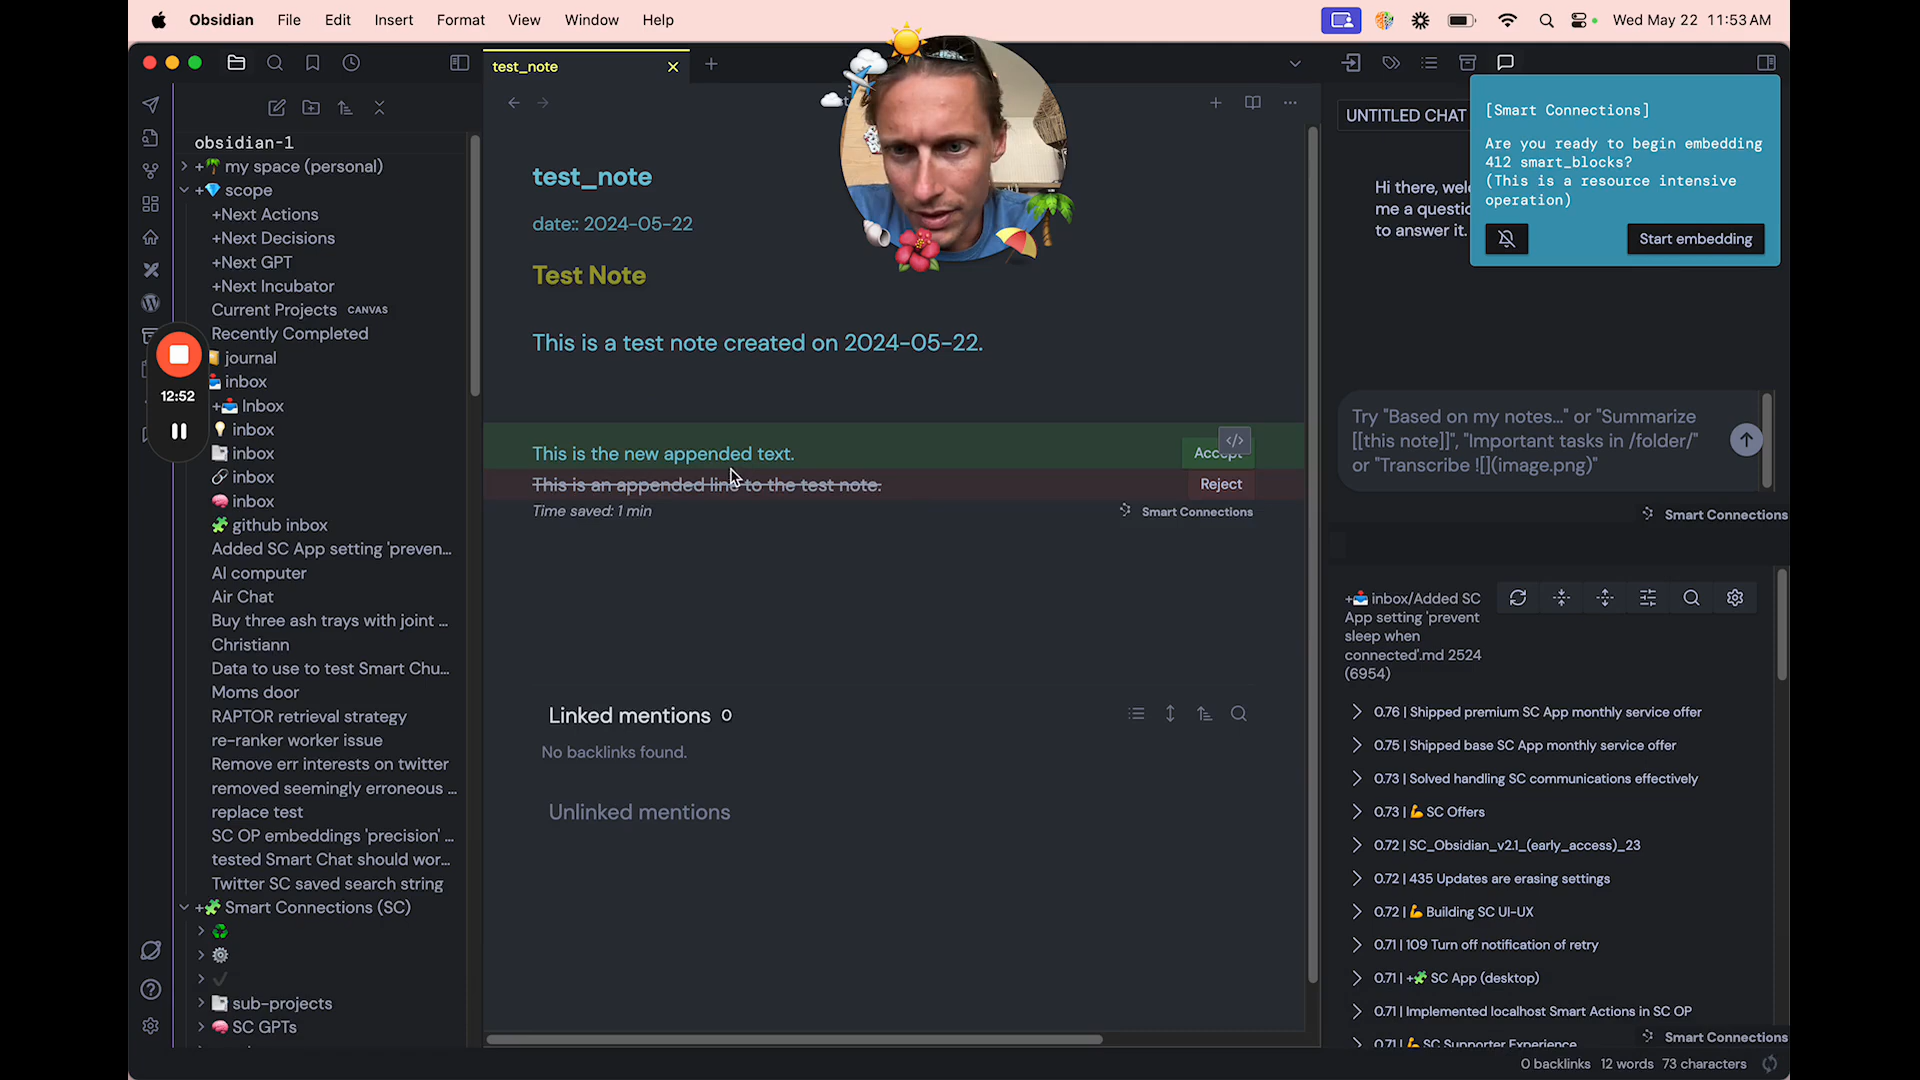 Obsidian File Edit Insert Format View Window Help
Wed May 22 11:53 AM
test_note
obsidian-1
+🌴 my space (personal)
+💎 scope
+Next Actions
+Next Decisions
+Next GPT
+Next Incubator
Current Projects CANVAS
Recently Completed
journal
inbox
+📥 Inbox
inbox
inbox
inbox
inbox
github inbox
Added SC App setting 'preven...
AI computer
Air Chat
Buy three ash trays with joint ...
Christiann
Data to use to test Smart Chu...
Moms door
RAPTOR retrieval strategy
re-ranker worker issue
Remove err interests on twitter
removed seemingly erroneous ...
replace test
SC OP embeddings 'precision' ...
tested Smart Chat should wor...
Twitter SC saved search string
+🧩 Smart Connections (SC)
sub-projects
SC GPTs
12:52
test_note
date:: 2024-05-22
Test Note
This is a test note created on 2024-05-22.
This is the new appended text.
Accept
This is an appended line to the test note.
Reject
Time saved: 1 min
Smart Connections
Linked mentions 0
No backlinks found.
Unlinked mentions
UNTITLED CHAT
[Smart Connections]
Are you ready to begin embedding
412 smart_blocks?
(This is a resource intensive
operation)
Start embedding
Hi there, wel
me a questio
to answer it.
Try "Based on my notes..." or "Summarize
[[this note]]", "Important tasks in /folder/"
or "Transcribe ![](image.png)"
Smart Connections
+📥 inbox/Added SC
App setting 'prevent
sleep when
connected'.md 2524
(6954)
0.76 | Shipped premium SC App monthly service offer
0.75 | Shipped base SC App monthly service offer
0.73 | Solved handling SC communications effectively
0.73 | 💪 SC Offers
0.72 | SC_Obsidian_v2.1_(early_access)_23
0.72 | 435 Updates are erasing settings
0.72 | 💪 Building SC UI-UX
0.71 | 109 Turn off notification of retry
0.71 | +🧩 SC App (desktop)
0.71 | Implemented localhost Smart Actions in SC OP
0.71 | 💪 SC Supporter Experience
Smart Connections
0 backlinks 12 words 73 characters